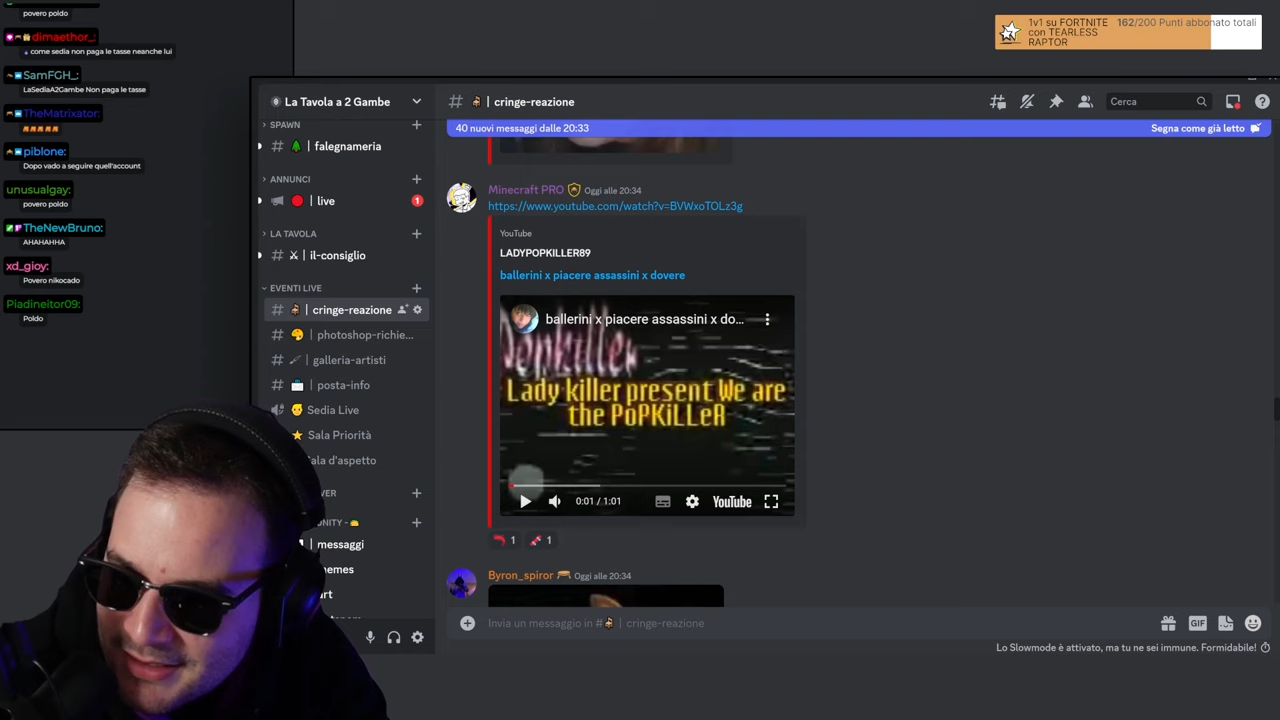 povero poldo
dimaethor_:
come sedia non paga le tasse neanche lui
SamFGH_:
LaSediaA2Gambe Non paga le tasse
TheMatrixator:
piblone:
Dopo vado a seguire quell'account
unusualgay:
povero poldo
TheNewBruno:
AHAHAHHA
xd_gioy:
Povero nikocado
Piadineitor09:
Poldo
1v1 su FORTNITE
con TEARLESS
RAPTOR
162/200 Punti abbonato totali
La Tavola a 2 Gambe
SPAWN
# | falegnameria
ANNUNCI
| live
1
LA TAVOLA
# | il-consiglio
EVENTI LIVE
# | cringe-reazione
# | photoshop-richie...
# | galleria-artisti
# | posta-info
Sedia Live
Sala Priorità
ala d'aspetto
VER
UNITY -
| messaggi
emes
rt
# | cringe-reazione
Cerca
40 nuovi messaggi dalle 20:33
Segna come già letto
Minecraft PRO Oggi alle 20:34
https://www.youtube.com/watch?v=BVWxoTOLz3g
YouTube
LADYPOPKILLER89
ballerini x piacere assassini x dovere
ballerini x piacere assassini x do...
Popkiller
Lady killer present We are
the PoPKiLLeR
0:01 / 1:01
YouTube
1 1
Byron_spiror Oggi alle 20:34
Invia un messaggio in # | cringe-reazione
GIF
Lo Slowmode è attivato, ma tu ne sei immune. Formidabile!